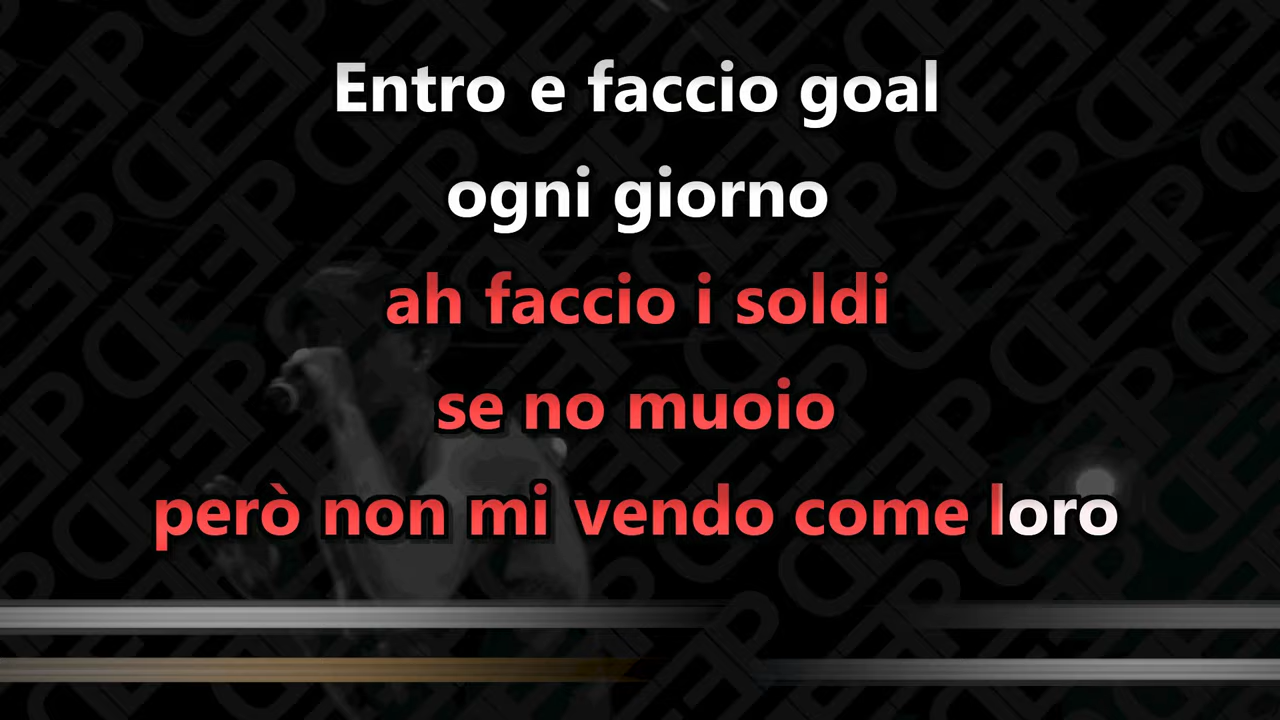 Entro e faccio goal
ogni giorno
ah faccio i soldi
se no muoio
però non mi vendo come loro